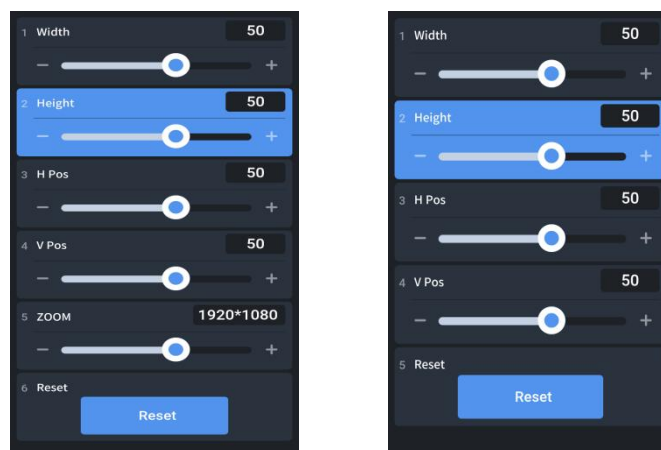 1 Width 50
− +
2 Height 50
− +
3 H Pos 50
− +
4 V Pos 50
− +
5 ZOOM 1920*1080
− +
6 Reset
Reset
1 Width 50
− +
2 Height 50
− +
3 H Pos 50
− +
4 V Pos 50
− +
5 Reset
Reset